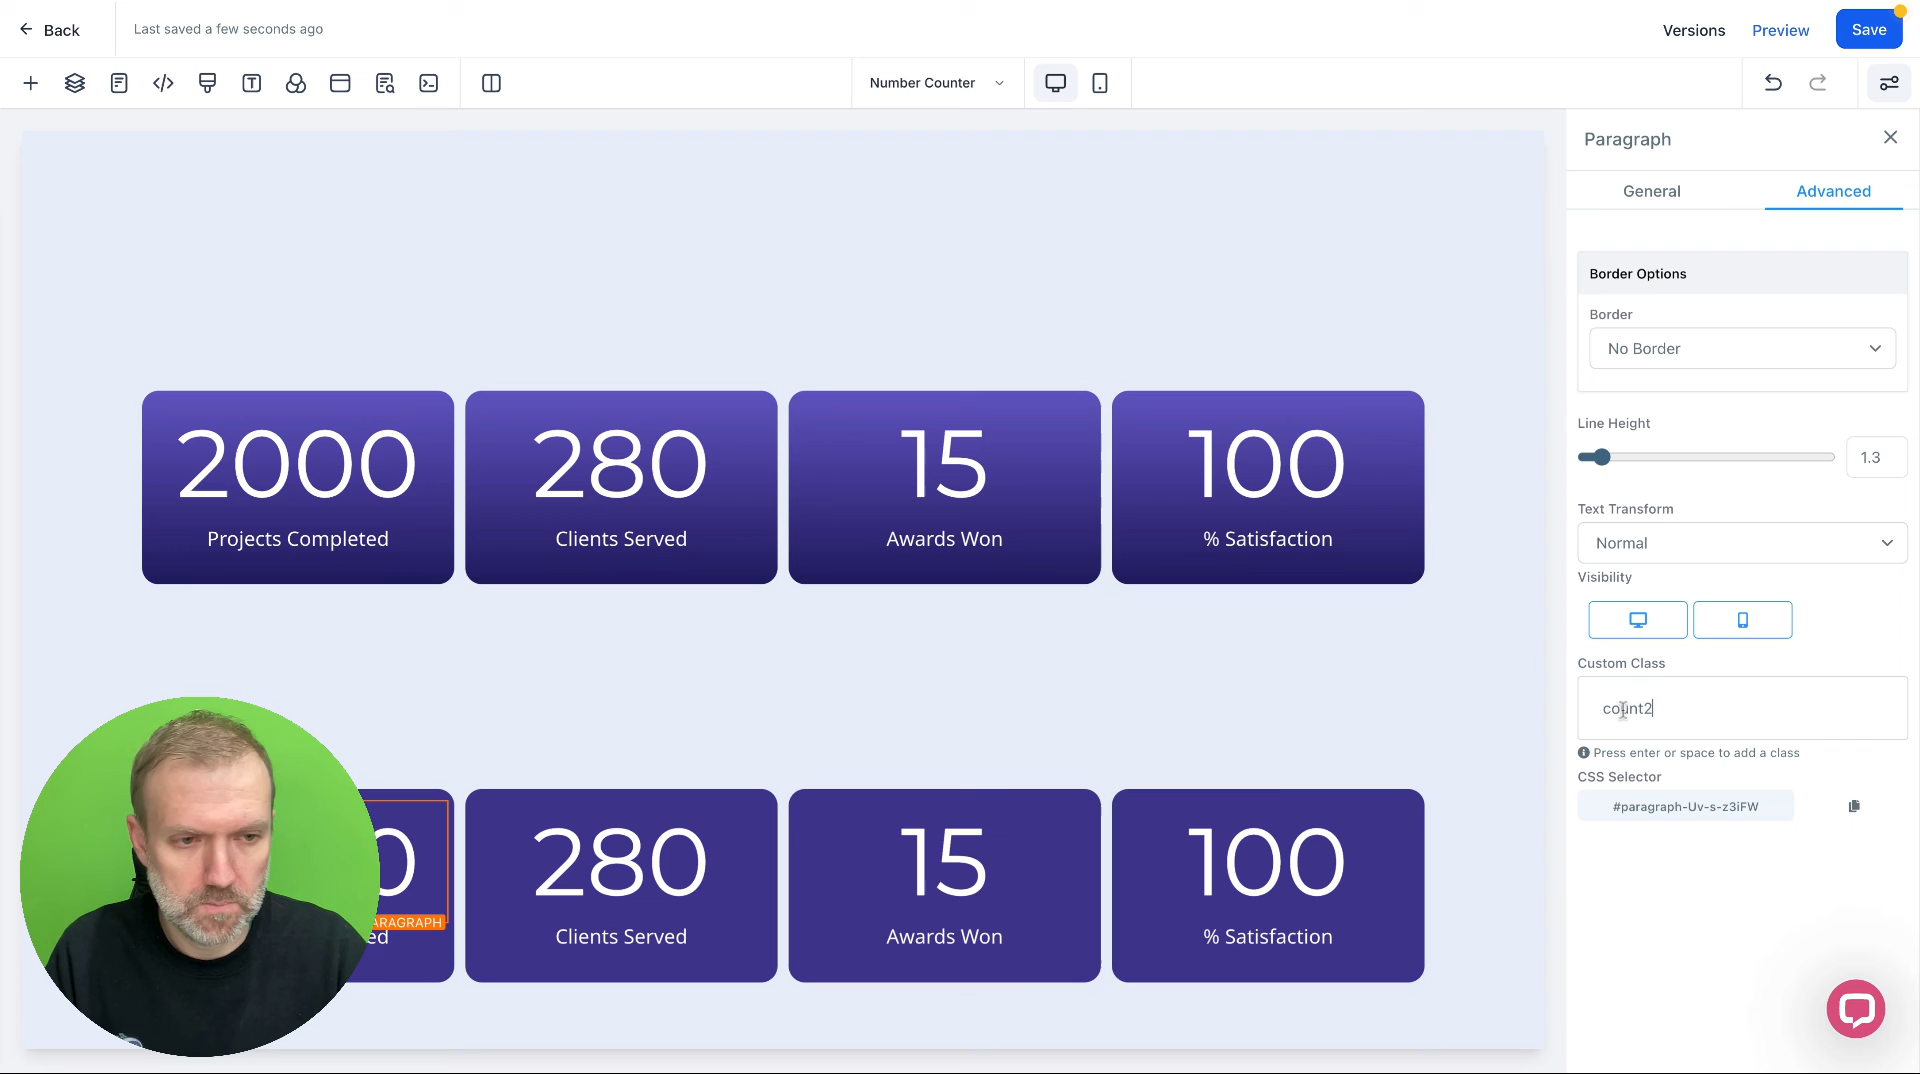 Back
Last saved a few seconds ago
Versions
Preview
Save
Number Counter
Paragraph
General
Advanced
Border Options
Border
No Border
Line Height
1.3
Text Transform
Normal
Visibility
Custom Class
count2
Press enter or space to add a class
CSS Selector
#paragraph-Uv-s-z3iFW
2000
Projects Completed
280
Clients Served
15
Awards Won
100
% Satisfaction
0
ARAGRAPH
ed
280
Clients Served
15
Awards Won
100
% Satisfaction